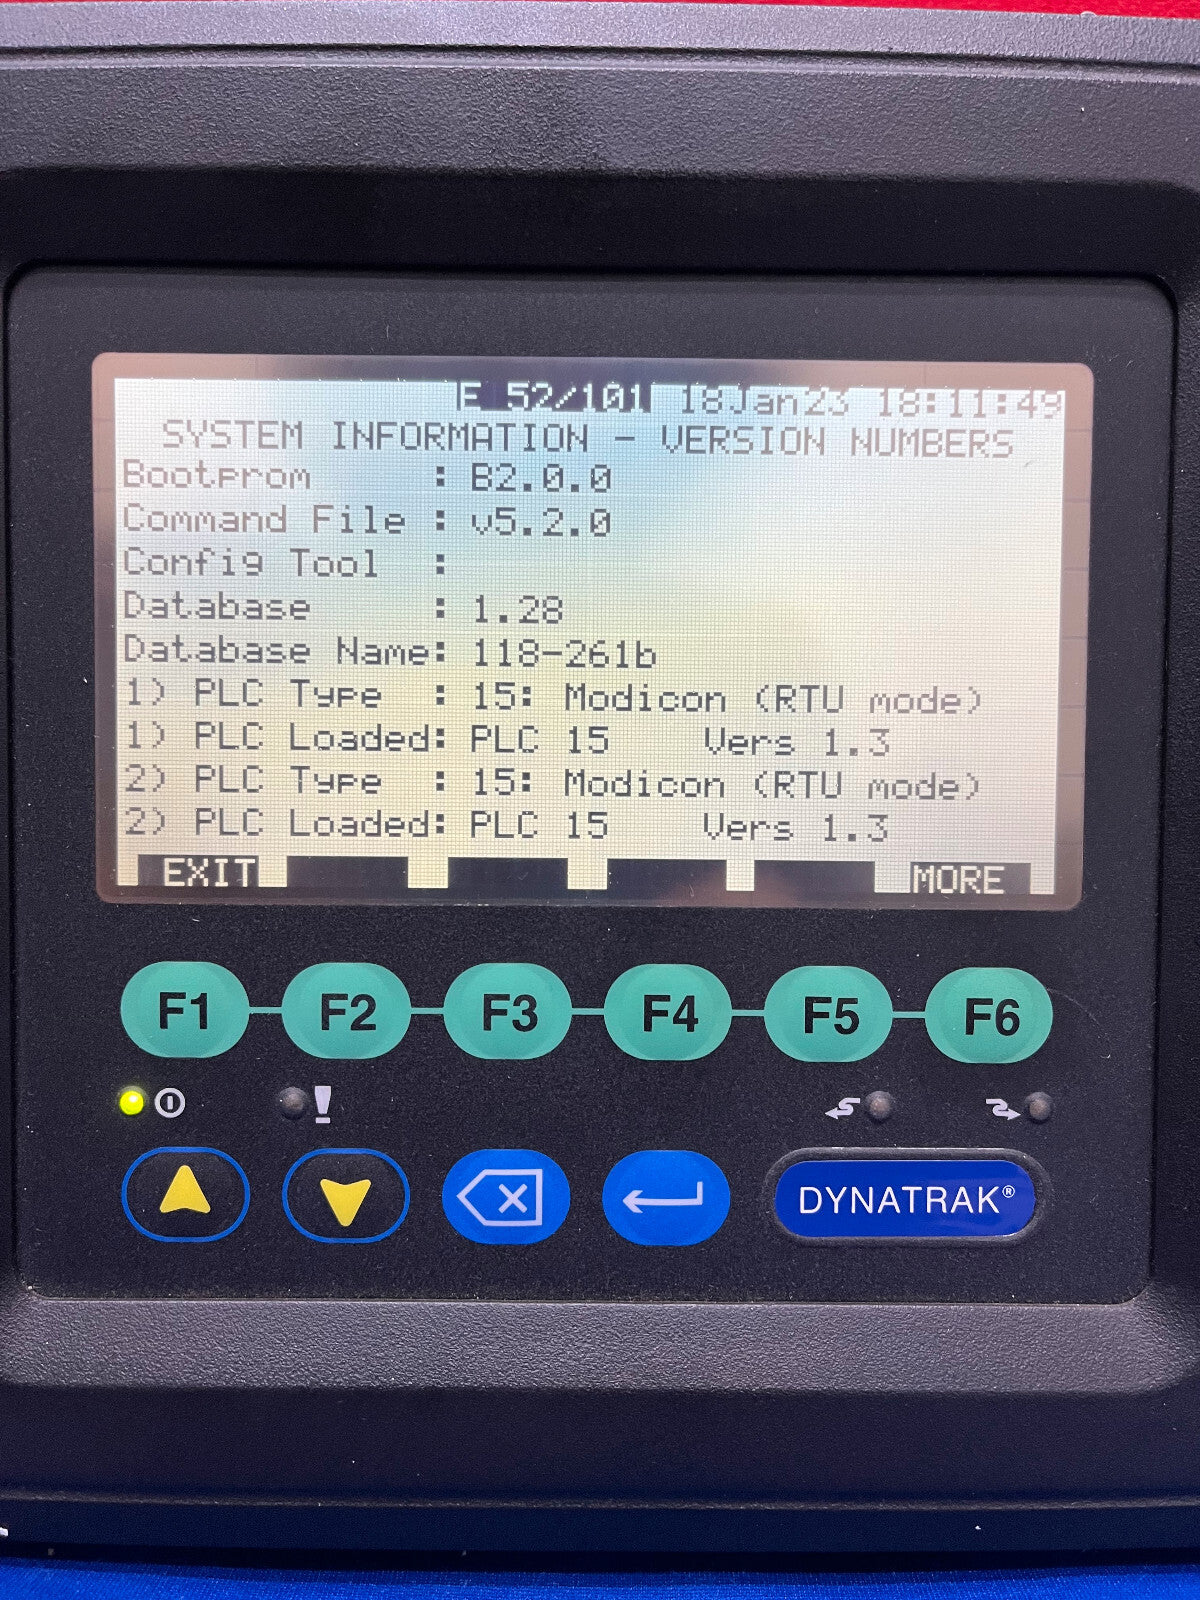 E 52/101 18Jan23 18:11:49
SYSTEM INFORMATION - VERSION NUMBERS
Bootprom : B2.0.0
Command File : v5.2.0
Config Tool :
Database : 1.28
Database Name: 118-261b
1) PLC Type : 15: Modicon (RTU mode)
1) PLC Loaded: PLC 15 Vers 1.3
2) PLC Type : 15: Modicon (RTU mode)
2) PLC Loaded: PLC 15 Vers 1.3
EXIT MORE
F1 F2 F3 F4 F5 F6
!
DYNATRAK®